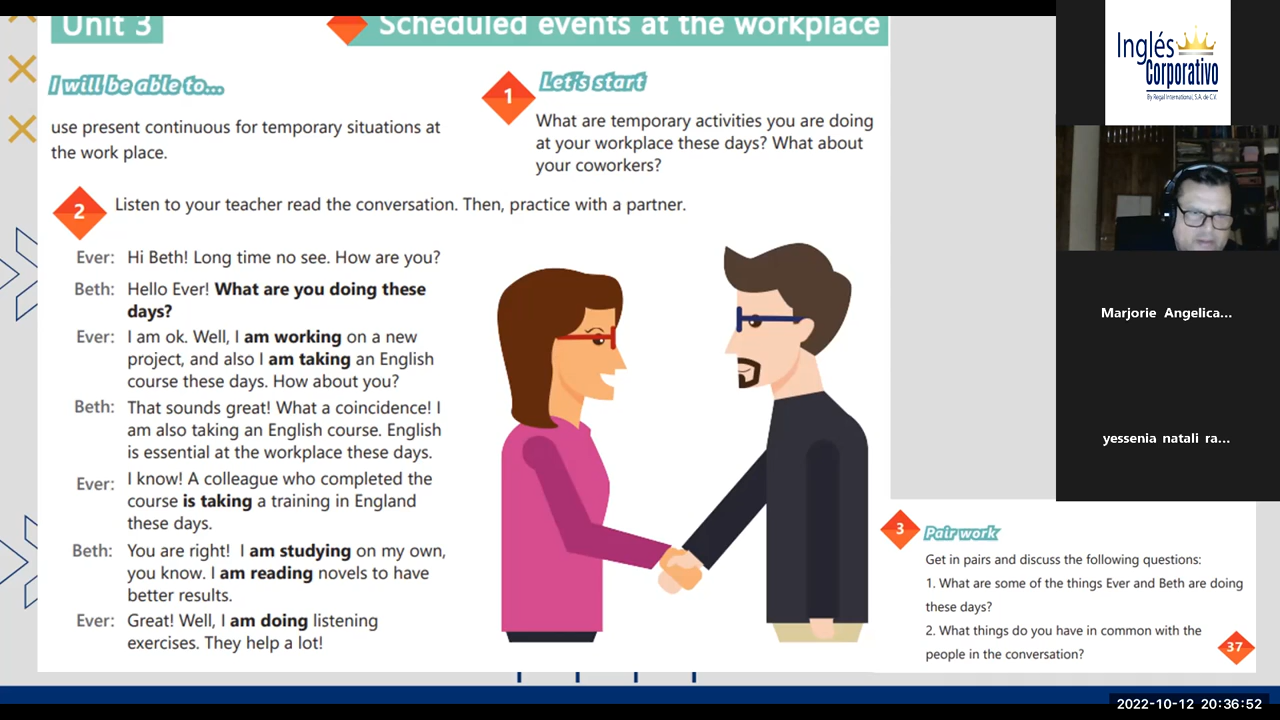 Unit 3
Scheduled events at the workplace
I will be able to...
use present continuous for temporary situations at
the work place.
1
Let's start
What are temporary activities you are doing
at your workplace these days? What about
your coworkers?
2
Listen to your teacher read the conversation. Then, practice with a partner.
Ever: Hi Beth! Long time no see. How are you?
Beth: Hello Ever! What are you doing these
days?
Ever: I am ok. Well, I am working on a new
project, and also I am taking an English
course these days. How about you?
Beth: That sounds great! What a coincidence! I
am also taking an English course. English
is essential at the workplace these days.
Ever: I know! A colleague who completed the
course is taking a training in England
these days.
Beth: You are right! I am studying on my own,
you know. I am reading novels to have
better results.
Ever: Great! Well, I am doing listening
exercises. They help a lot!
3
Pair work
Get in pairs and discuss the following questions:
1. What are some of the things Ever and Beth are doing
these days?
2. What things do you have in common with the
people in the conversation?
37
Inglés
Corporativo
By Regal International, S.A. de C.V.
Marjorie Angelica...
yessenia natali ra...
2022-10-12 20:36:52